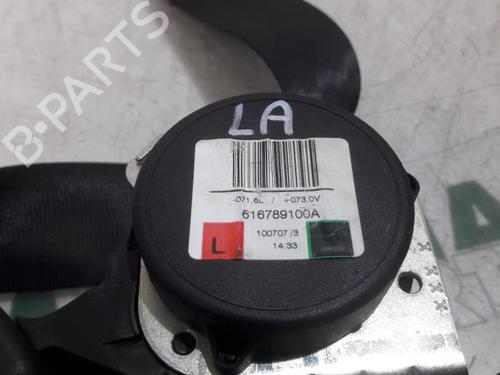 LA
-071,6L / +073,0V
616789100A
L
100707 /3
14:33
B-PARTS